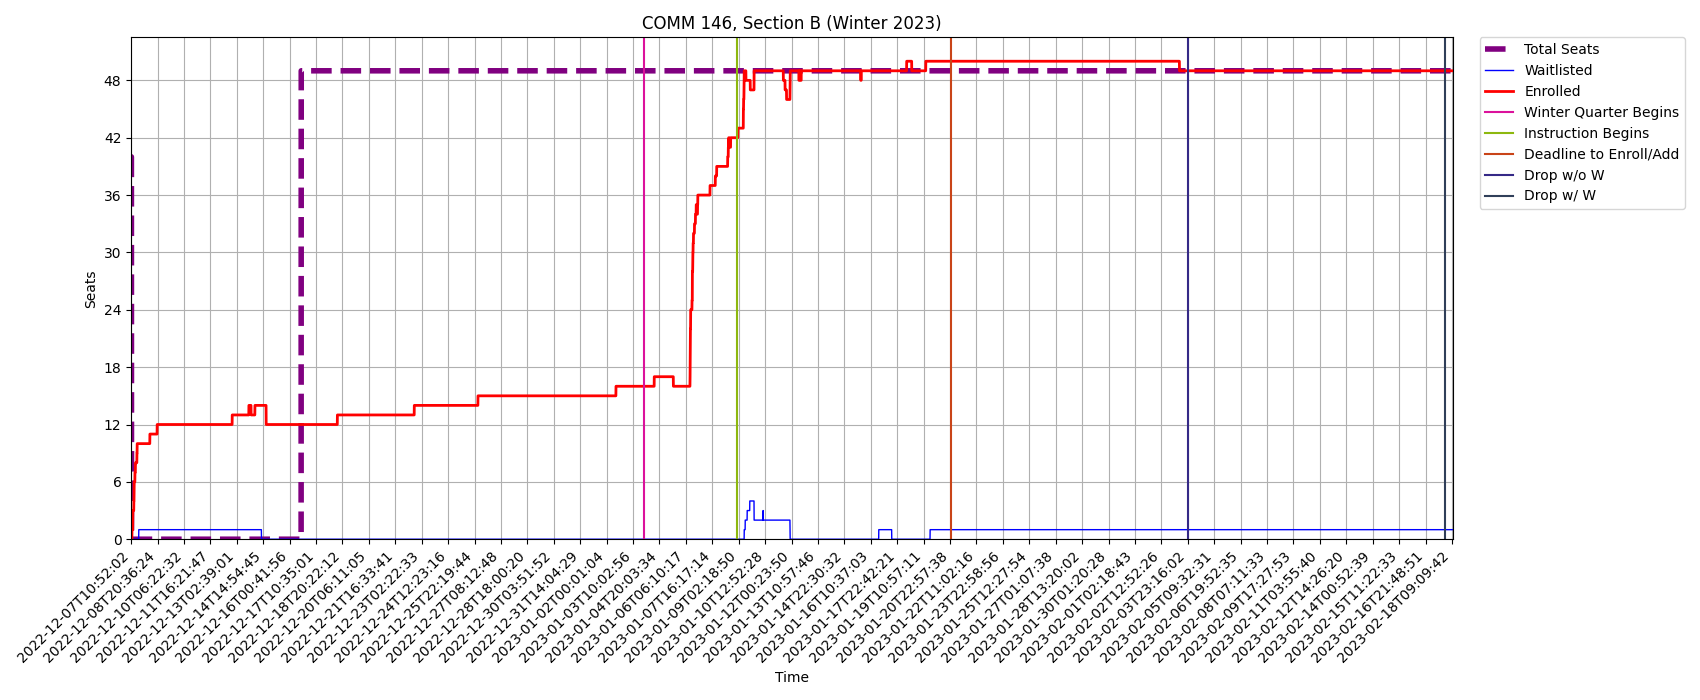 COMM 146, Section B (Winter 2023)
Total Seats
Waitlisted
Enrolled
Winter Quarter Begins
Instruction Begins
Deadline to Enroll/Add
Drop w/o W
Drop w/ W
Seats
48
42
36
30
24
18
12
6
0
2022-12-07T10:52:02
2022-12-08T20:36:24
2022-12-10T06:22:32
2022-12-11T16:21:47
2022-12-13T02:39:01
2022-12-14T14:54:45
2022-12-16T00:41:56
2022-12-17T10:35:01
2022-12-18T20:22:12
2022-12-20T06:11:05
2022-12-21T16:33:41
2022-12-23T02:22:33
2022-12-24T12:23:16
2022-12-25T22:19:44
2022-12-27T08:12:48
2022-12-28T18:00:20
2022-12-30T03:51:52
2022-12-31T14:04:29
2023-01-02T00:01:04
2023-01-03T10:02:56
2023-01-04T20:03:34
2023-01-06T06:10:17
2023-01-07T16:17:14
2023-01-09T02:18:50
2023-01-10T12:52:28
2023-01-12T00:23:50
2023-01-13T10:57:46
2023-01-14T22:30:32
2023-01-16T10:37:03
2023-01-17T22:42:21
2023-01-19T10:57:11
2023-01-20T22:57:38
2023-01-22T11:02:16
2023-01-23T22:58:56
2023-01-25T12:27:54
2023-01-27T01:07:38
2023-01-28T13:20:02
2023-01-30T01:20:28
2023-02-01T02:18:43
2023-02-02T12:52:26
2023-02-03T23:16:02
2023-02-05T09:32:31
2023-02-06T19:52:35
2023-02-08T07:11:33
2023-02-09T17:27:53
2023-02-11T03:55:40
2023-02-12T14:26:20
2023-02-14T00:52:39
2023-02-15T11:22:33
2023-02-16T21:48:51
2023-02-18T09:09:42
Time